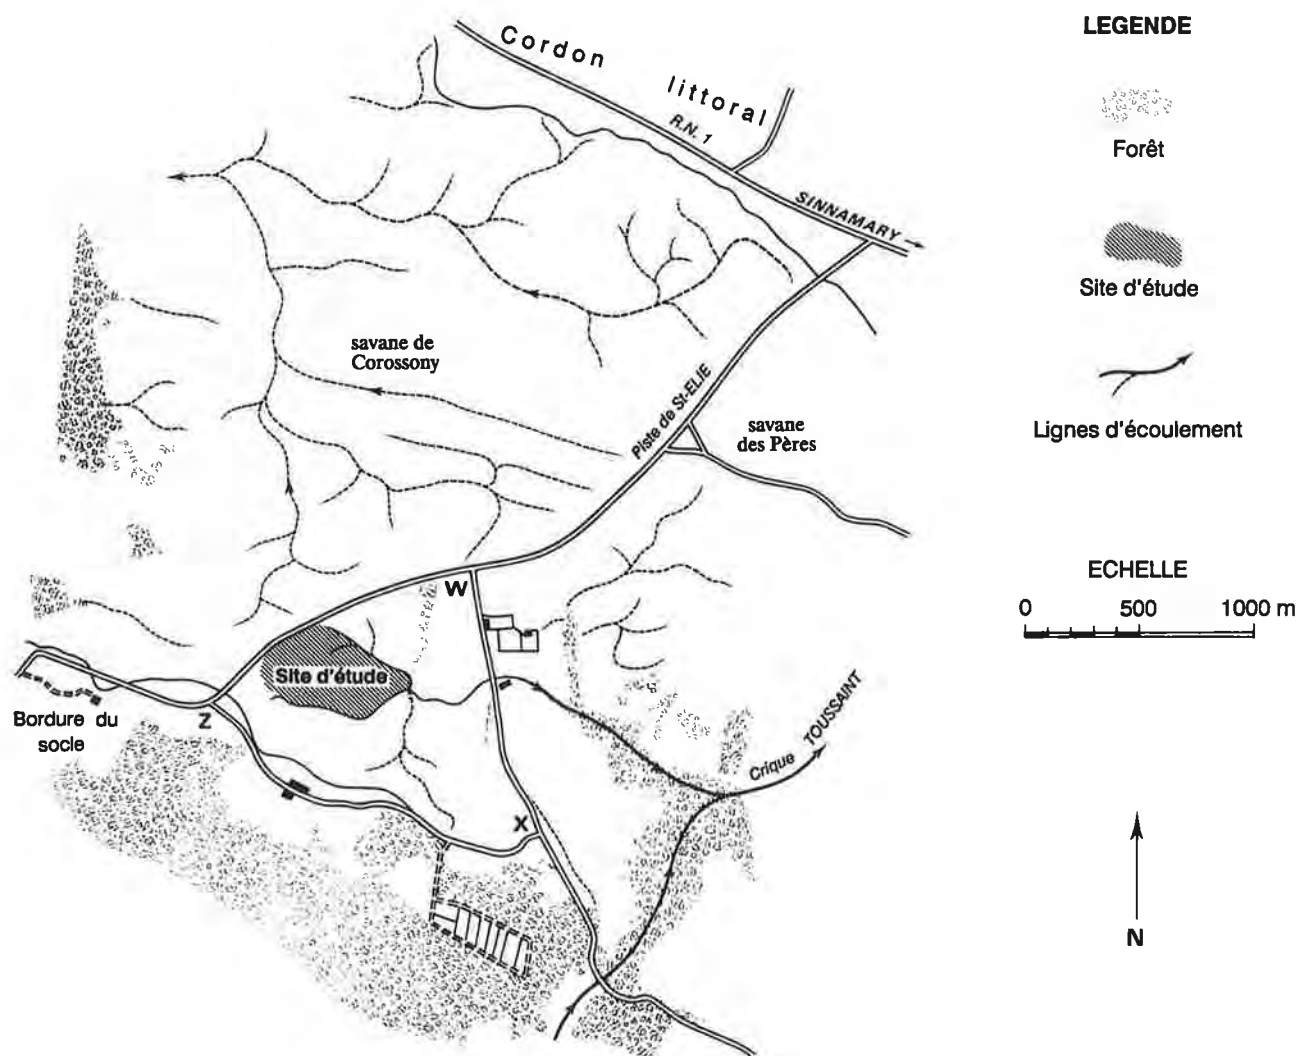 Cordon littoral
R.N. 1
SINNAMARY
savane de
Corossony
Piste de St-ELIE
savane
des Pères
W
Site d'étude
Z
Bordure du
socle
X
Crique TOUSSAINT
LEGENDE
Forêt
Site d'étude
Lignes d'écoulement
ECHELLE
0 500 1000 m
N